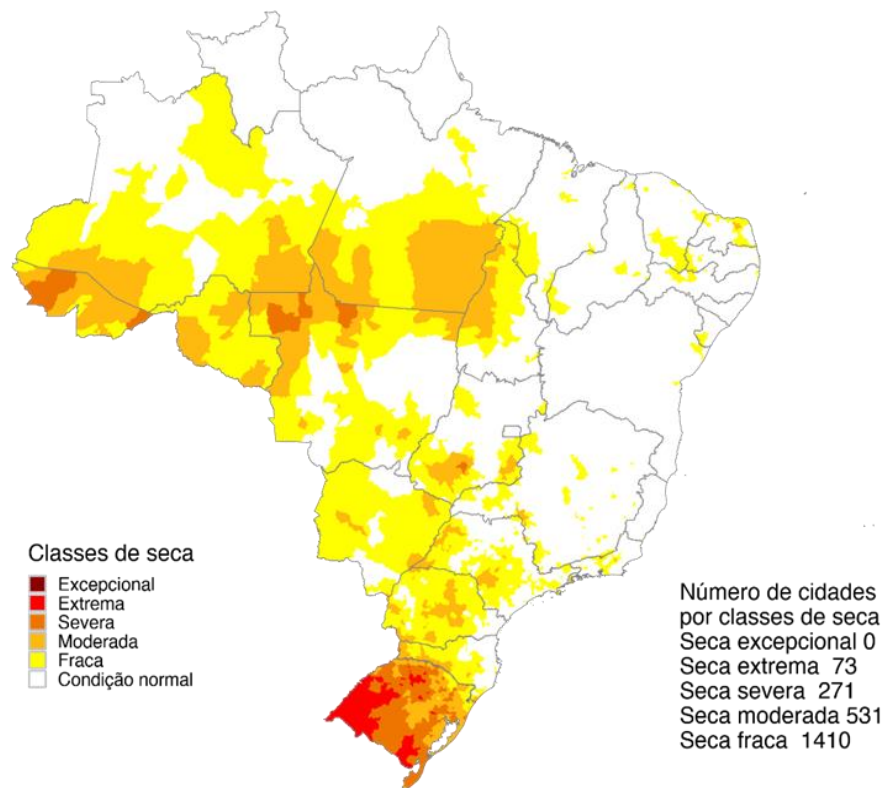 Classes de seca
Excepcional
Extrema
Severa
Moderada
Fraca
Condição normal
Número de cidades
por classes de seca
Seca excepcional 0
Seca extrema 73
Seca severa 271
Seca moderada 531
Seca fraca 1410